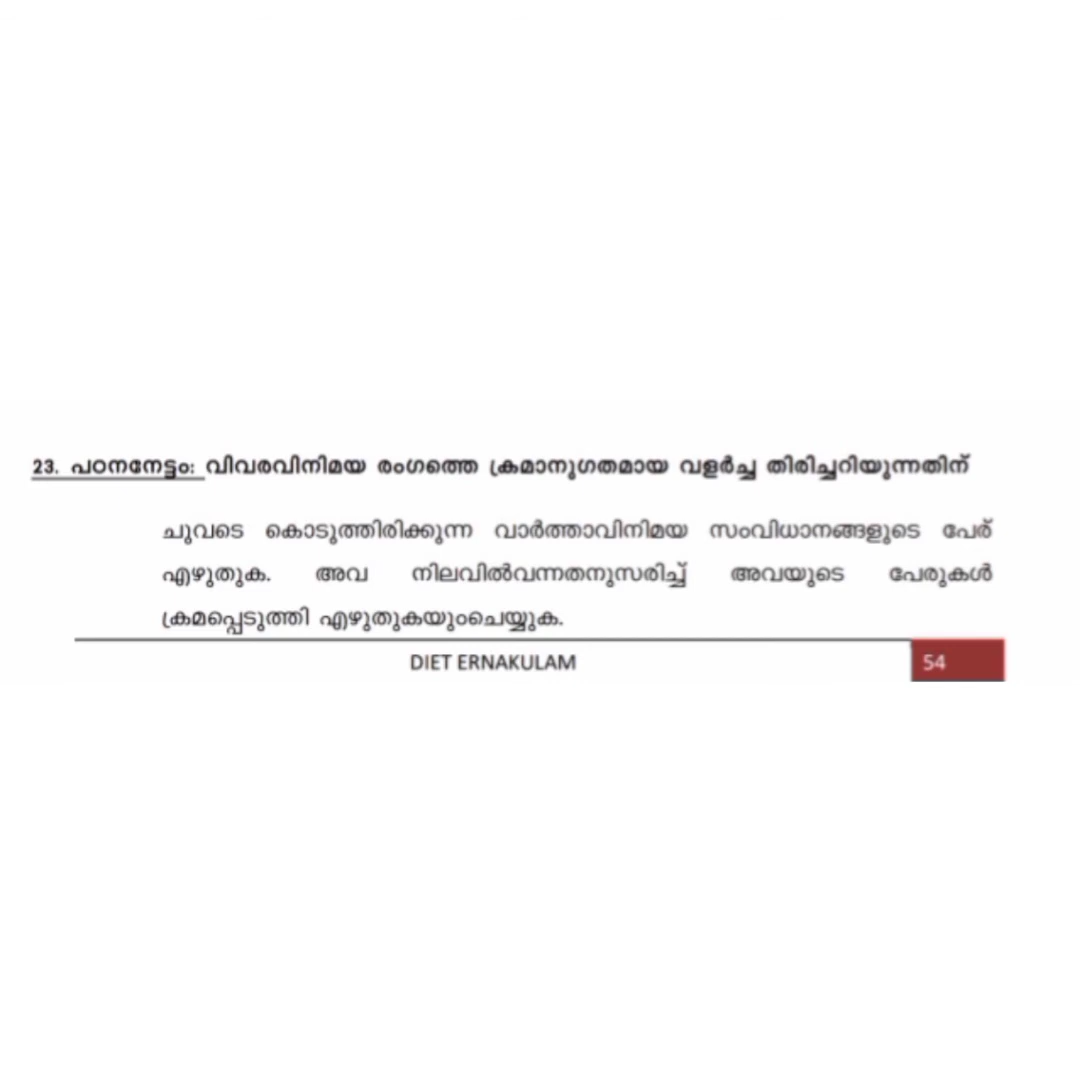 23. പഠനനേട്ടം: വിവരവിനിമയ രംഗത്തെ ക്രമാനുഗതമായ വളർച്ച തിരിച്ചറിയുന്നതിന്
ചുവടെ കൊടുത്തിരിക്കുന്ന വാർത്താവിനിമയ സംവിധാനങ്ങളുടെ പേര്
എഴുതുക. അവ നിലവിൽവന്നതനുസരിച്ച് അവയുടെ പേരുകൾ
ക്രമപ്പെടുത്തി എഴുതുകയുംചെയ്യുക.
DIET ERNAKULAM 54